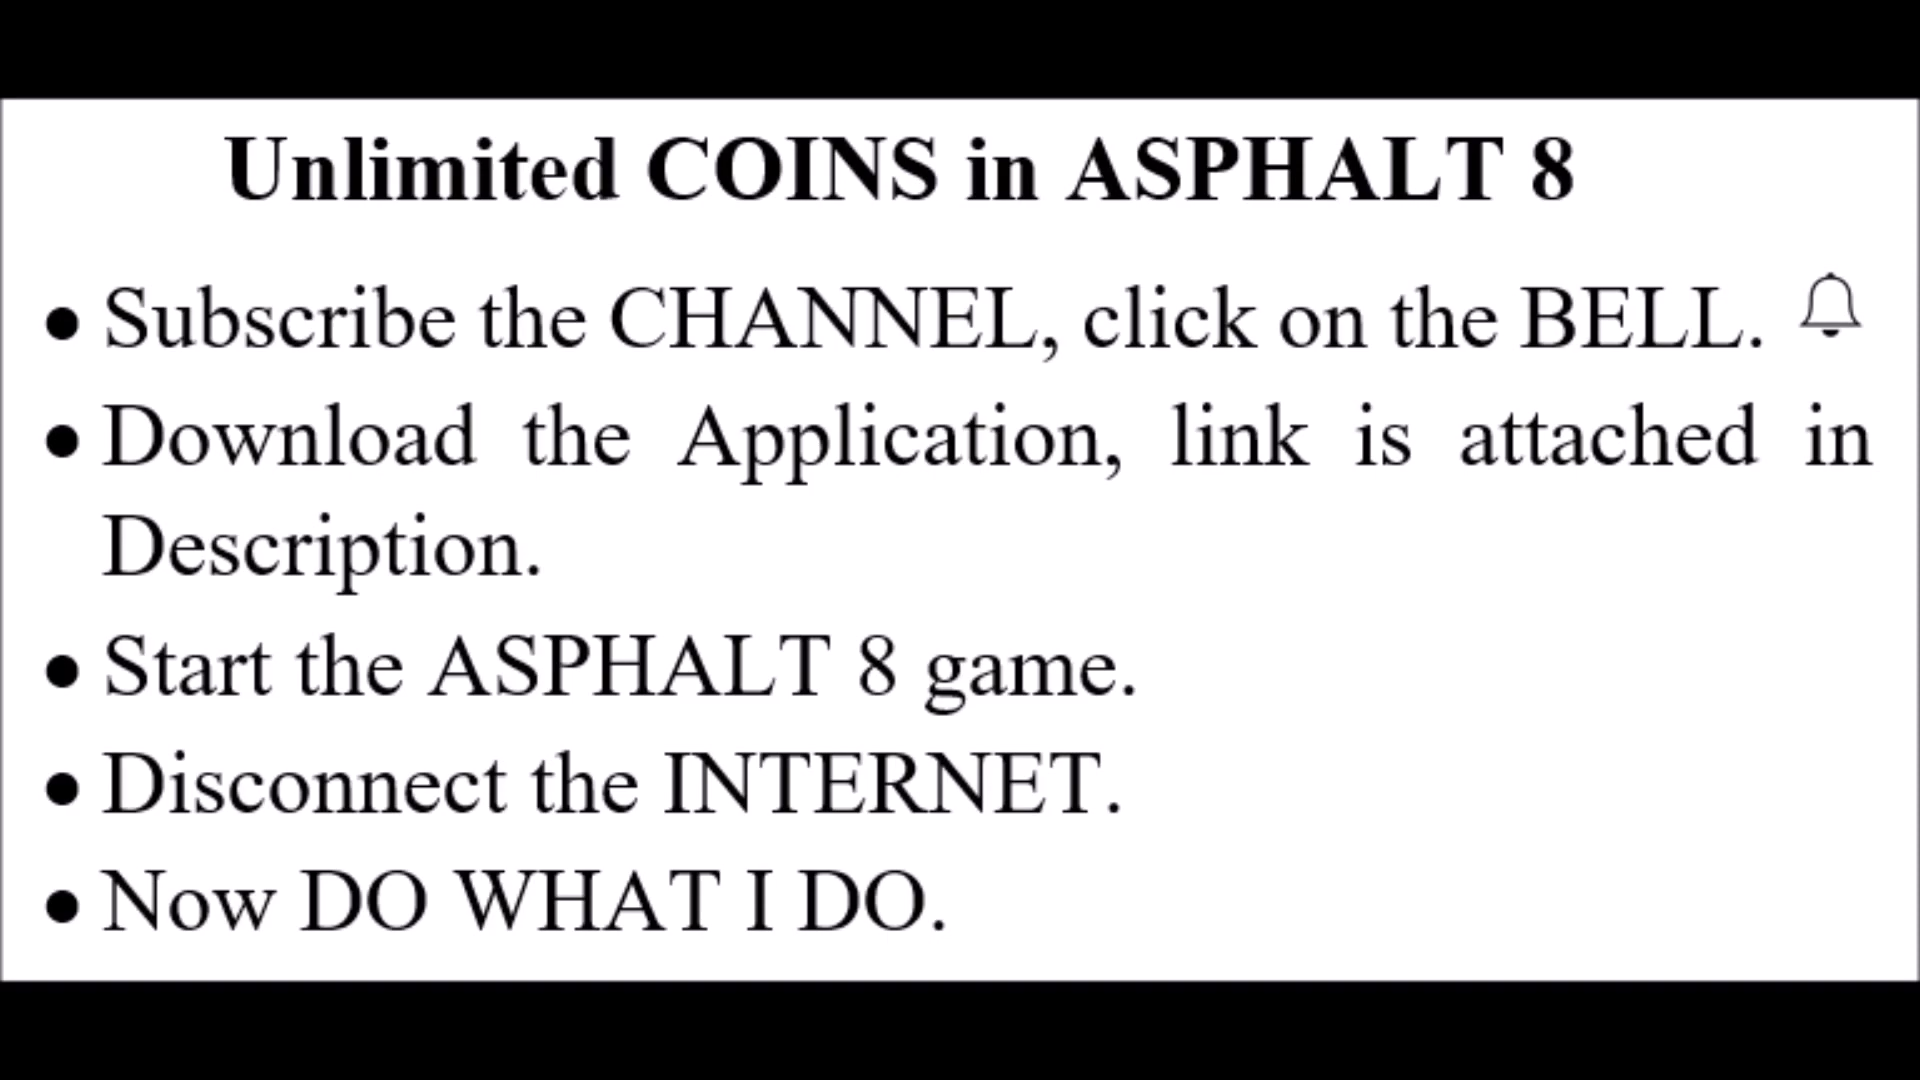 Unlimited COINS in ASPHALT 8
• Subscribe the CHANNEL, click on the BELL.
• Download the Application, link is attached in
Description.
• Start the ASPHALT 8 game.
• Disconnect the INTERNET.
• Now DO WHAT I DO.